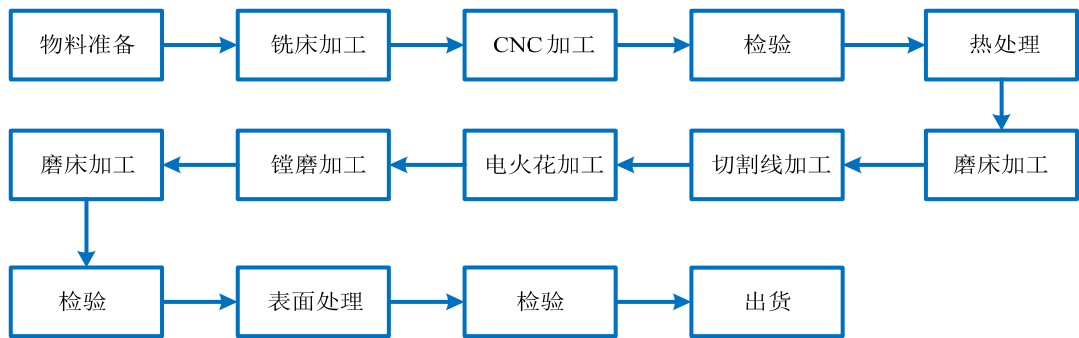 物料准备
铣床加工
CNC 加工
检验
热处理
磨床加工
切割线加工
电火花加工
镗磨加工
磨床加工
检验
表面处理
检验
出货